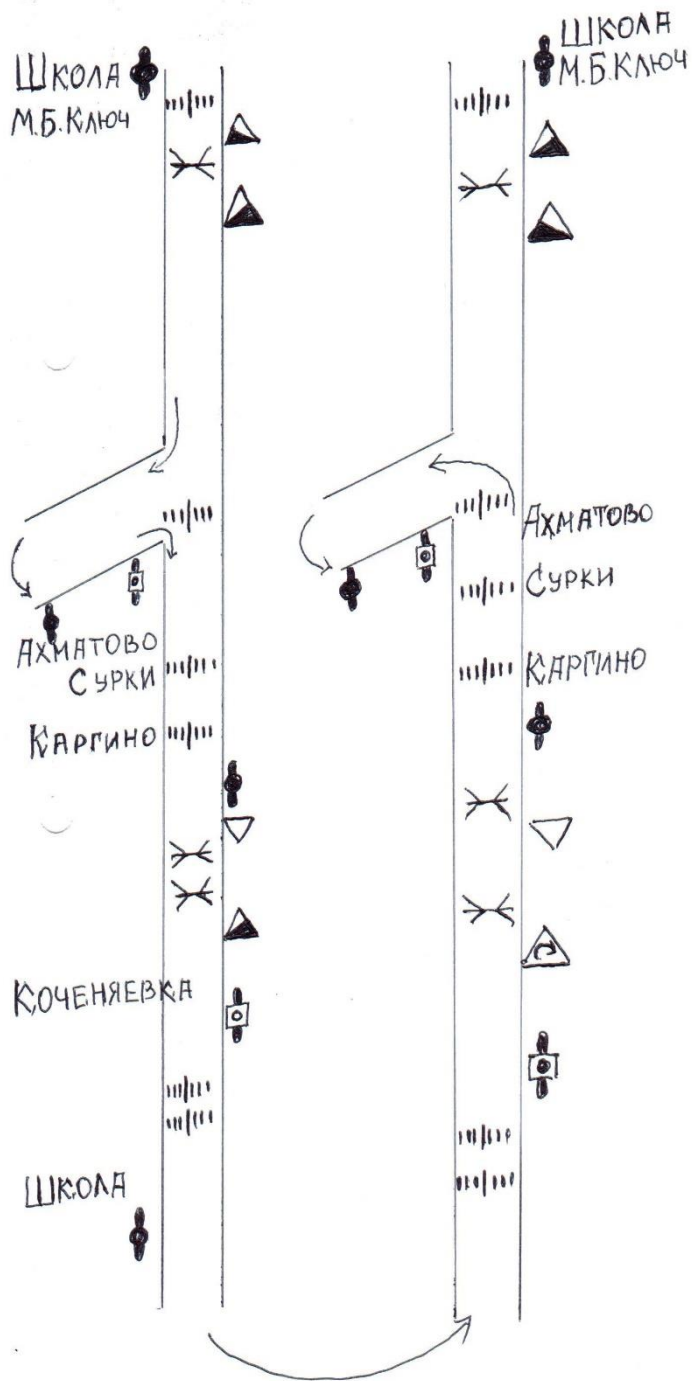 Школа
М.Б.Ключ
Ахматово
Сурки
Каргино
Коченяевка
Школа
Школа
М.Б.Ключ
Ахматово
Сурки
Каргино
С